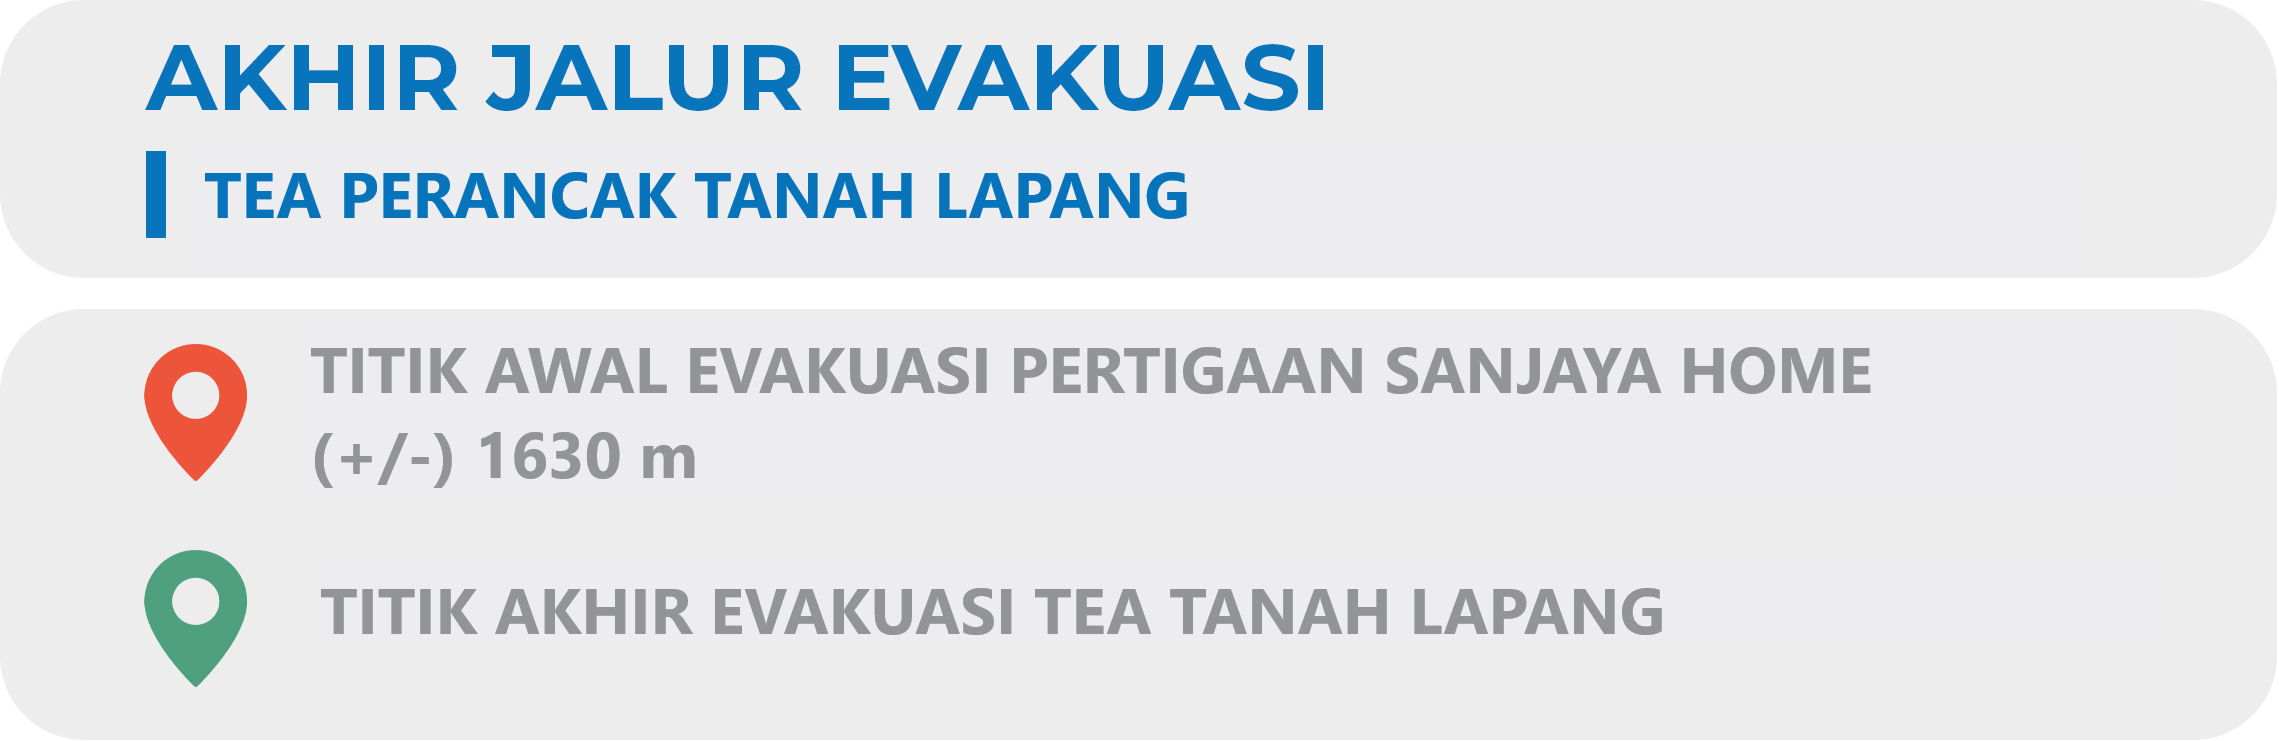 AKHIR JALUR EVAKUASI
TEA PERANCAK TANAH LAPANG
TITIK AWAL EVAKUASI PERTIGAAN SANJAYA HOME
(+/-) 1630 m
TITIK AKHIR EVAKUASI TEA TANAH LAPANG